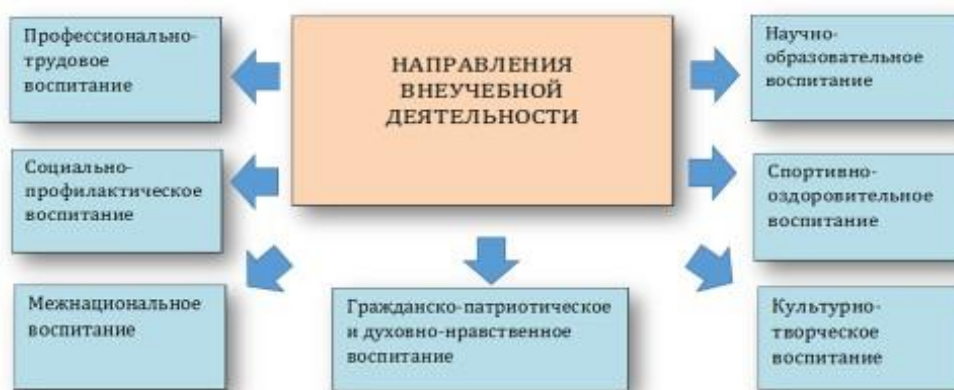 Профессионально-
трудовое
воспитание
НАПРАВЛЕНИЯ
ВНЕУЧЕБНОЙ
ДЕЯТЕЛЬНОСТИ
Научно-
образовательное
воспитание
Социально-
профилактическое
воспитание
Спортивно-
оздоровительное
воспитание
Межнациональное
воспитание
Гражданско-патриотическое
и духовно-нравственное
воспитание
Культурно-
творческое
воспитание